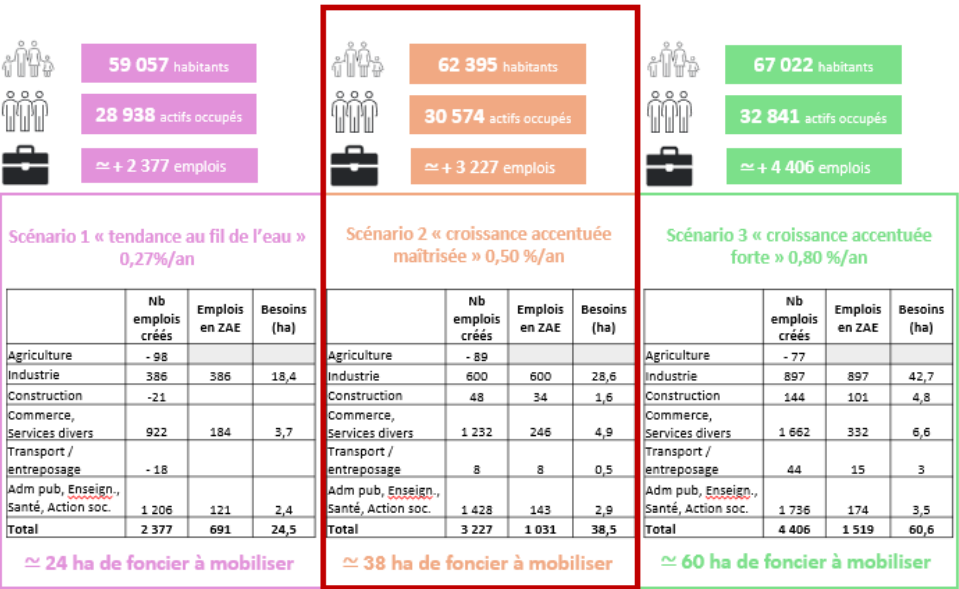 59 057 habitants
28 938 actifs occupés
≃ + 2 377 emplois
Scénario 1 « tendance au fil de l'eau »
0,27%/an
Nb emplois créés Emplois en ZAE Besoins (ha)
Agriculture - 98
Industrie 386 386 18,4
Construction -21
Commerce,
Services divers 922 184 3,7
Transport /
entreposage - 18
Adm pub, Enseign.,
Santé, Action soc. 1 206 121 2,4
Total 2 377 691 24,5
≃ 24 ha de foncier à mobiliser
62 395 habitants
30 574 actifs occupés
≃ + 3 227 emplois
Scénario 2 « croissance accentuée
maîtrisée » 0,50 %/an
Nb emplois créés Emplois en ZAE Besoins (ha)
Agriculture - 89
Industrie 600 600 28,6
Construction 48 34 1,6
Commerce,
Services divers 1 232 246 4,9
Transport /
entreposage 8 8 0,5
Adm pub, Enseign.,
Santé, Action soc. 1 428 143 2,9
Total 3 227 1 031 38,5
≃ 38 ha de foncier à mobiliser
67 022 habitants
32 841 actifs occupés
≃ + 4 406 emplois
Scénario 3 « croissance accentuée
forte » 0,80 %/an
Nb emplois créés Emplois en ZAE Besoins (ha)
Agriculture - 77
Industrie 897 897 42,7
Construction 144 101 4,8
Commerce,
Services divers 1 662 332 6,6
Transport /
entreposage 44 15 3
Adm pub, Enseign.,
Santé, Action soc. 1 736 174 3,5
Total 4 406 1 519 60,6
≃ 60 ha de foncier à mobiliser